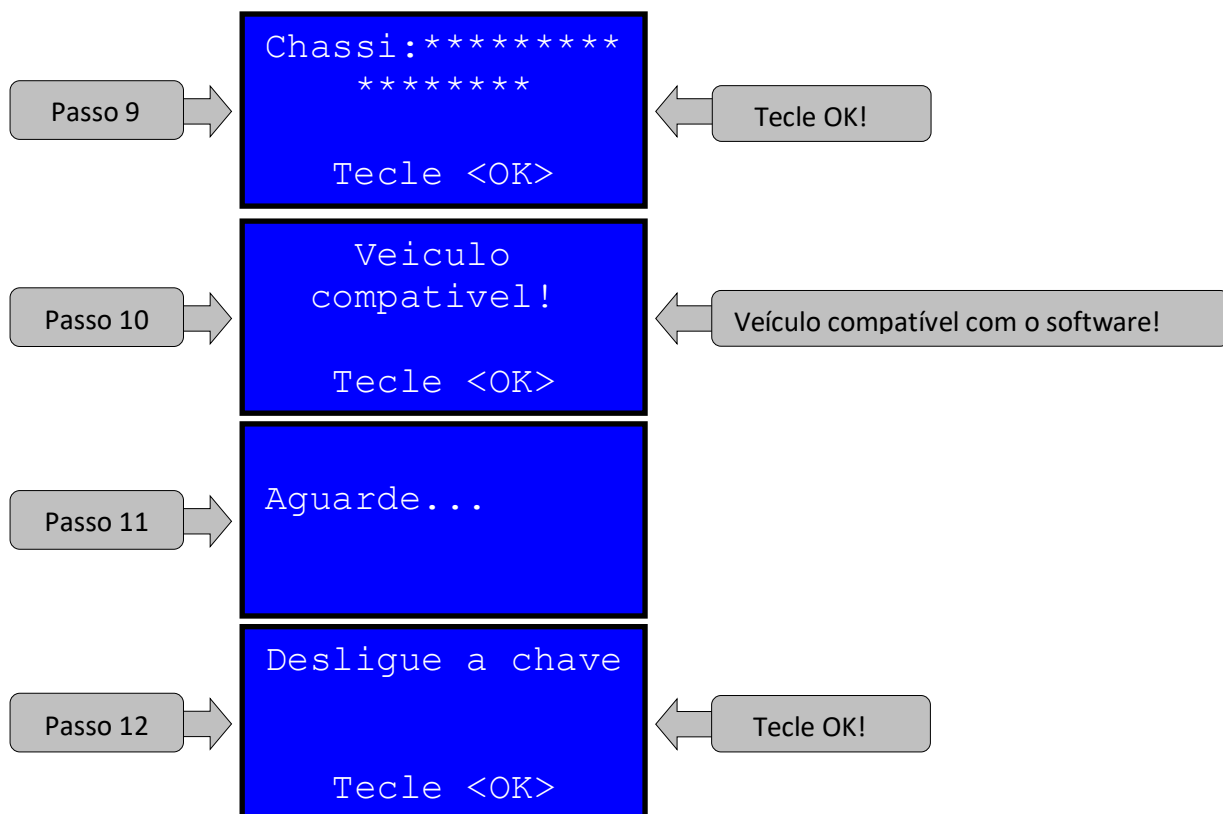 Passo 9
Chassi:*********
********
Tecle <OK>
Tecle OK!
Passo 10
Veiculo
compativel!
Tecle <OK>
Veículo compatível com o software!
Passo 11
Aguarde...
Passo 12
Desligue a chave
Tecle <OK>
Tecle OK!